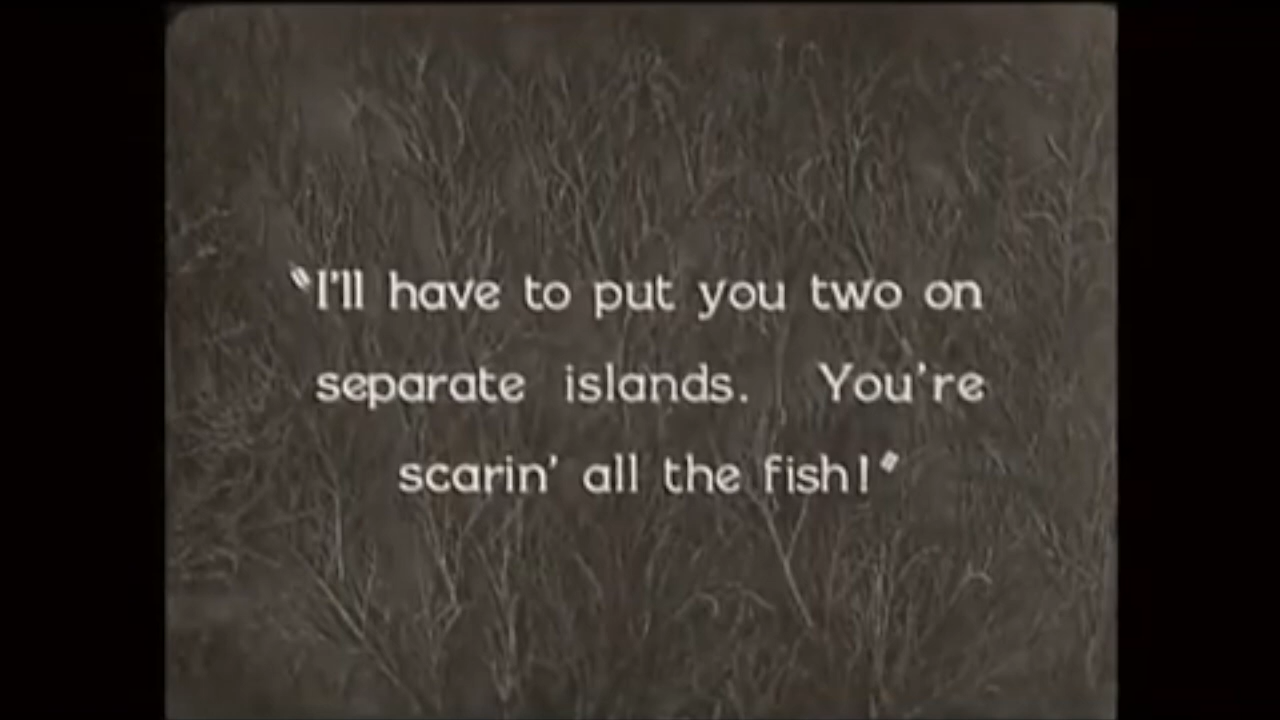 "I'll have to put you two on
separate islands. You're
scarin' all the fish!"